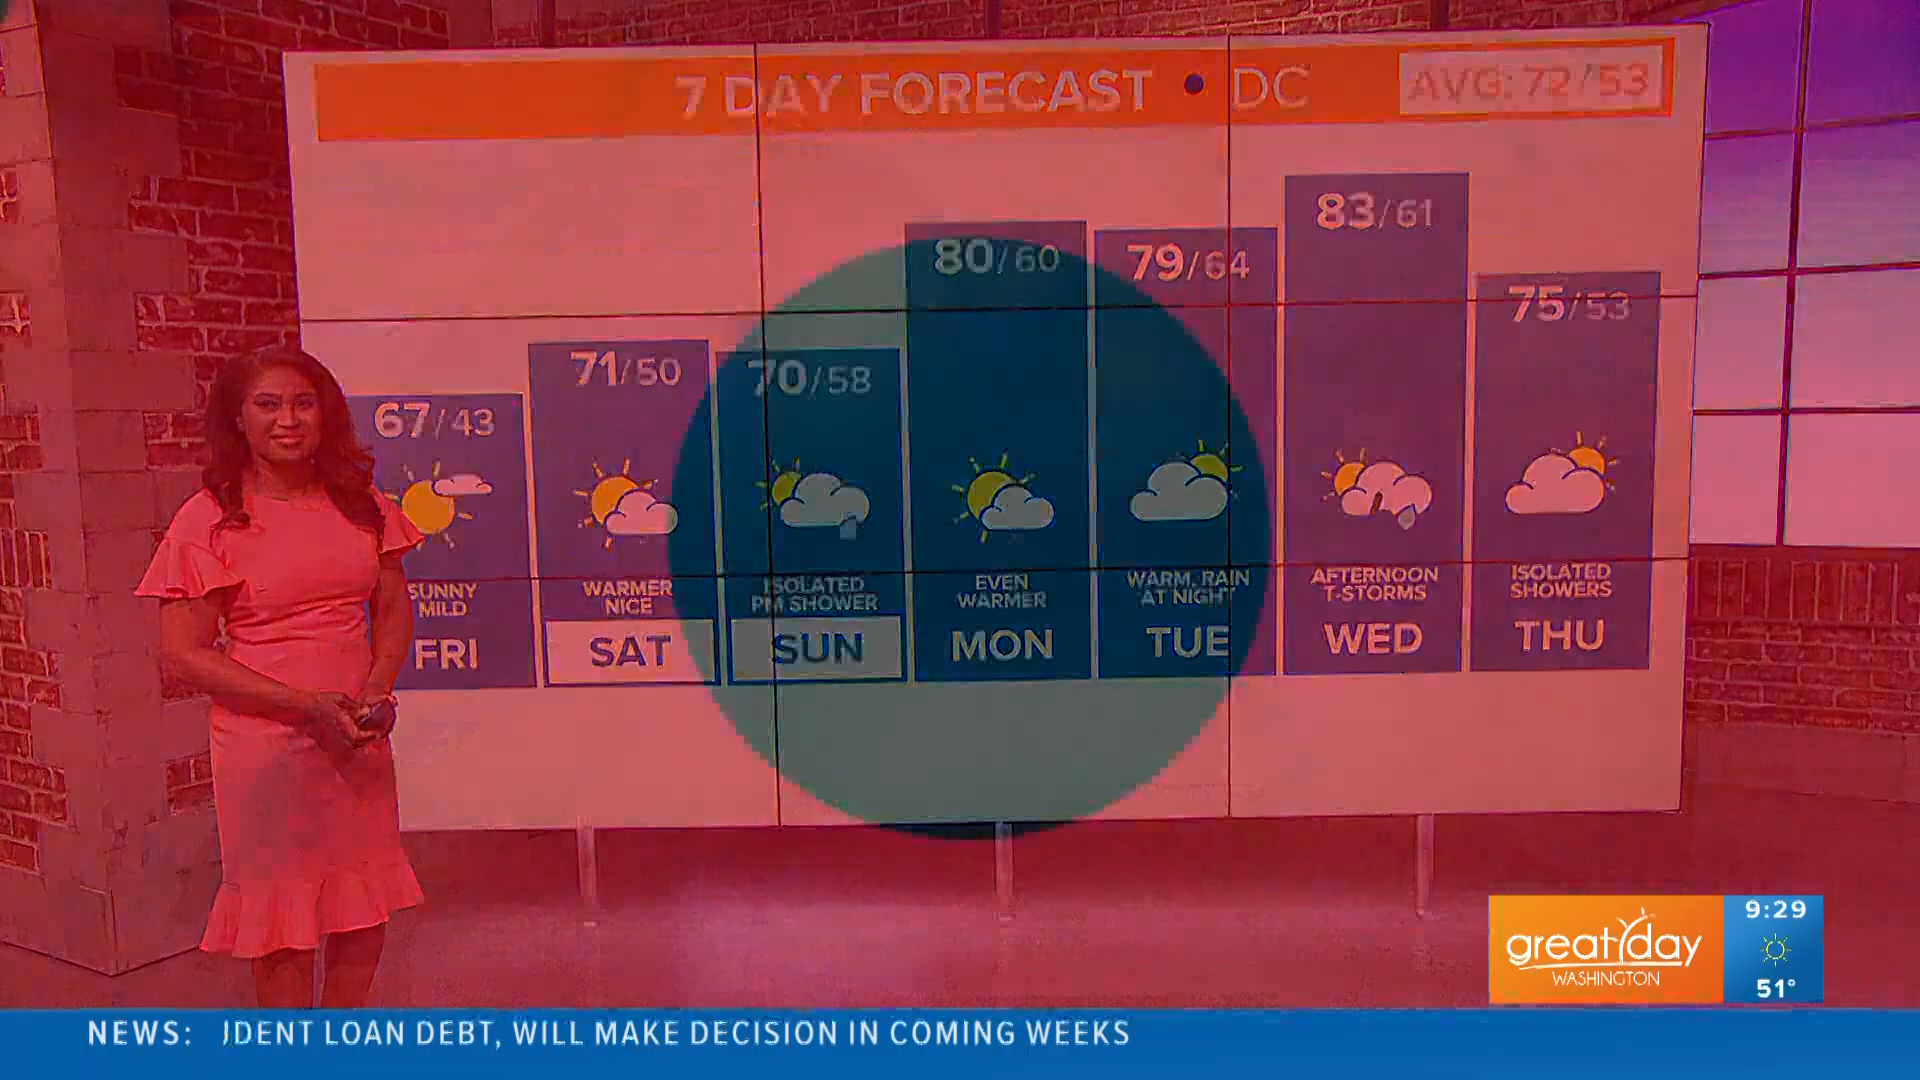 7 DAY FORECAST • DC
AVG: 72/53
67/43
SUNNY
MILD
FRI
71/50
WARMER
NICE
SAT
70/58
ISOLATED
PM SHOWER
SUN
80/60
EVEN
WARMER
MON
79/64
WARM, RAIN
AT NIGHT
TUE
83/61
AFTERNOON
T-STORMS
WED
75/53
ISOLATED
SHOWERS
THU
great day
WASHINGTON
9:29
51°
NEWS: IDENT LOAN DEBT, WILL MAKE DECISION IN COMING WEEKS